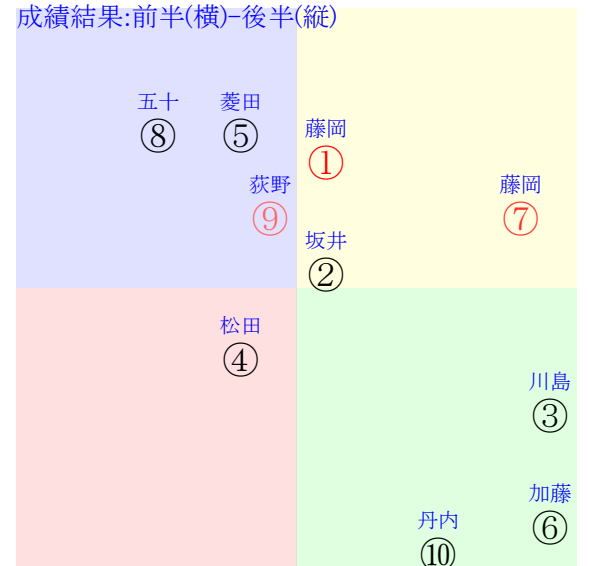 成績結果:前半(横)-後半(縦)
五十 菱田
⑧ ⑤
藤岡
①
荻野 藤岡
⑨ ⑦
坂井
②
松田
④
川島
③
加藤
⑥
丹内
⑩